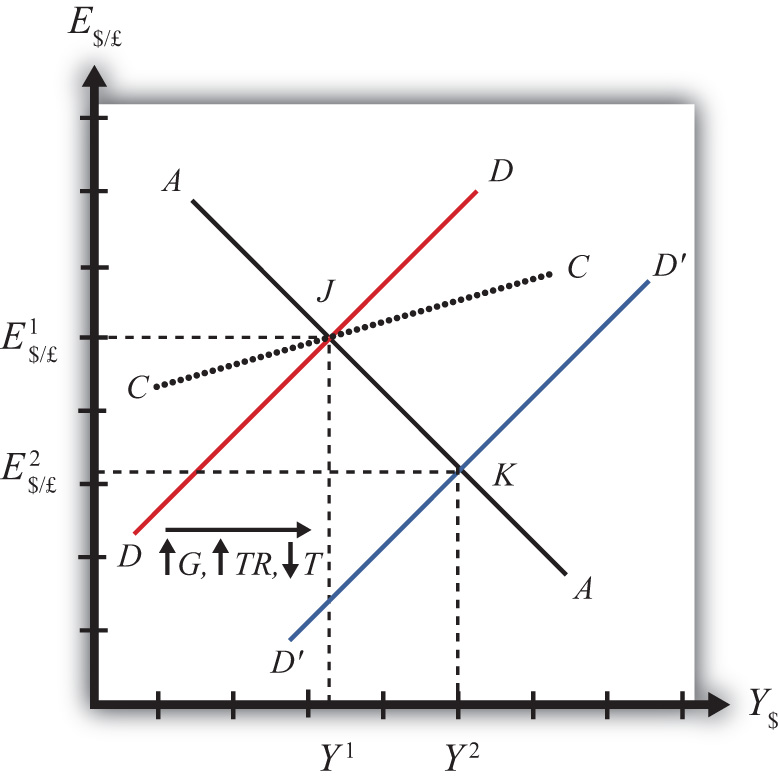 E$/£
A
D
J
C
D'
E¹$/£
C
E²$/£
K
D
↑G, ↑TR, ↓T
A
D'
Y$
Y¹ Y²